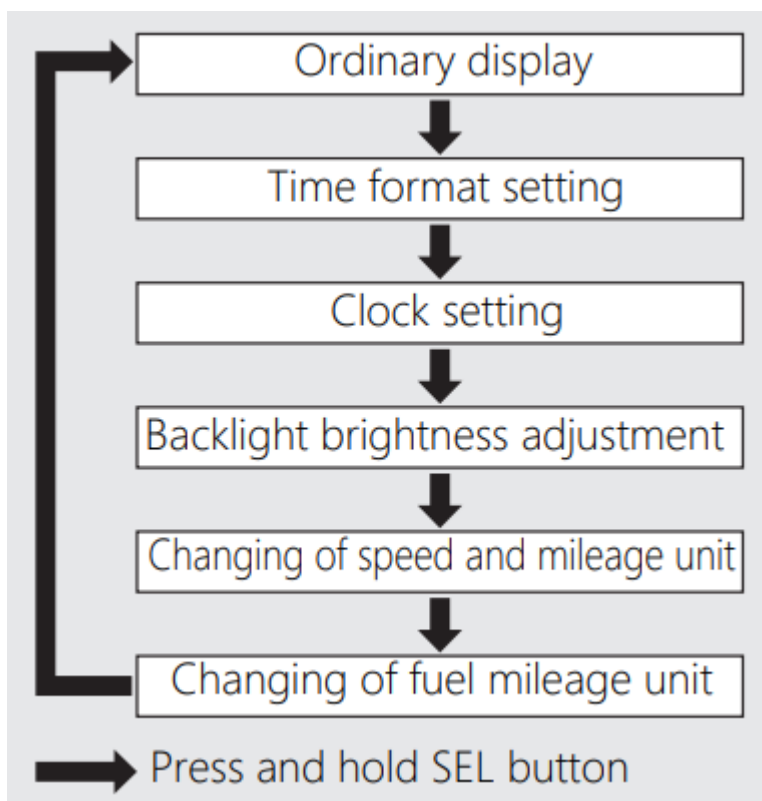 Ordinary display
Time format setting
Clock setting
Backlight brightness adjustment
Changing of speed and mileage unit
Changing of fuel mileage unit
Press and hold SEL button